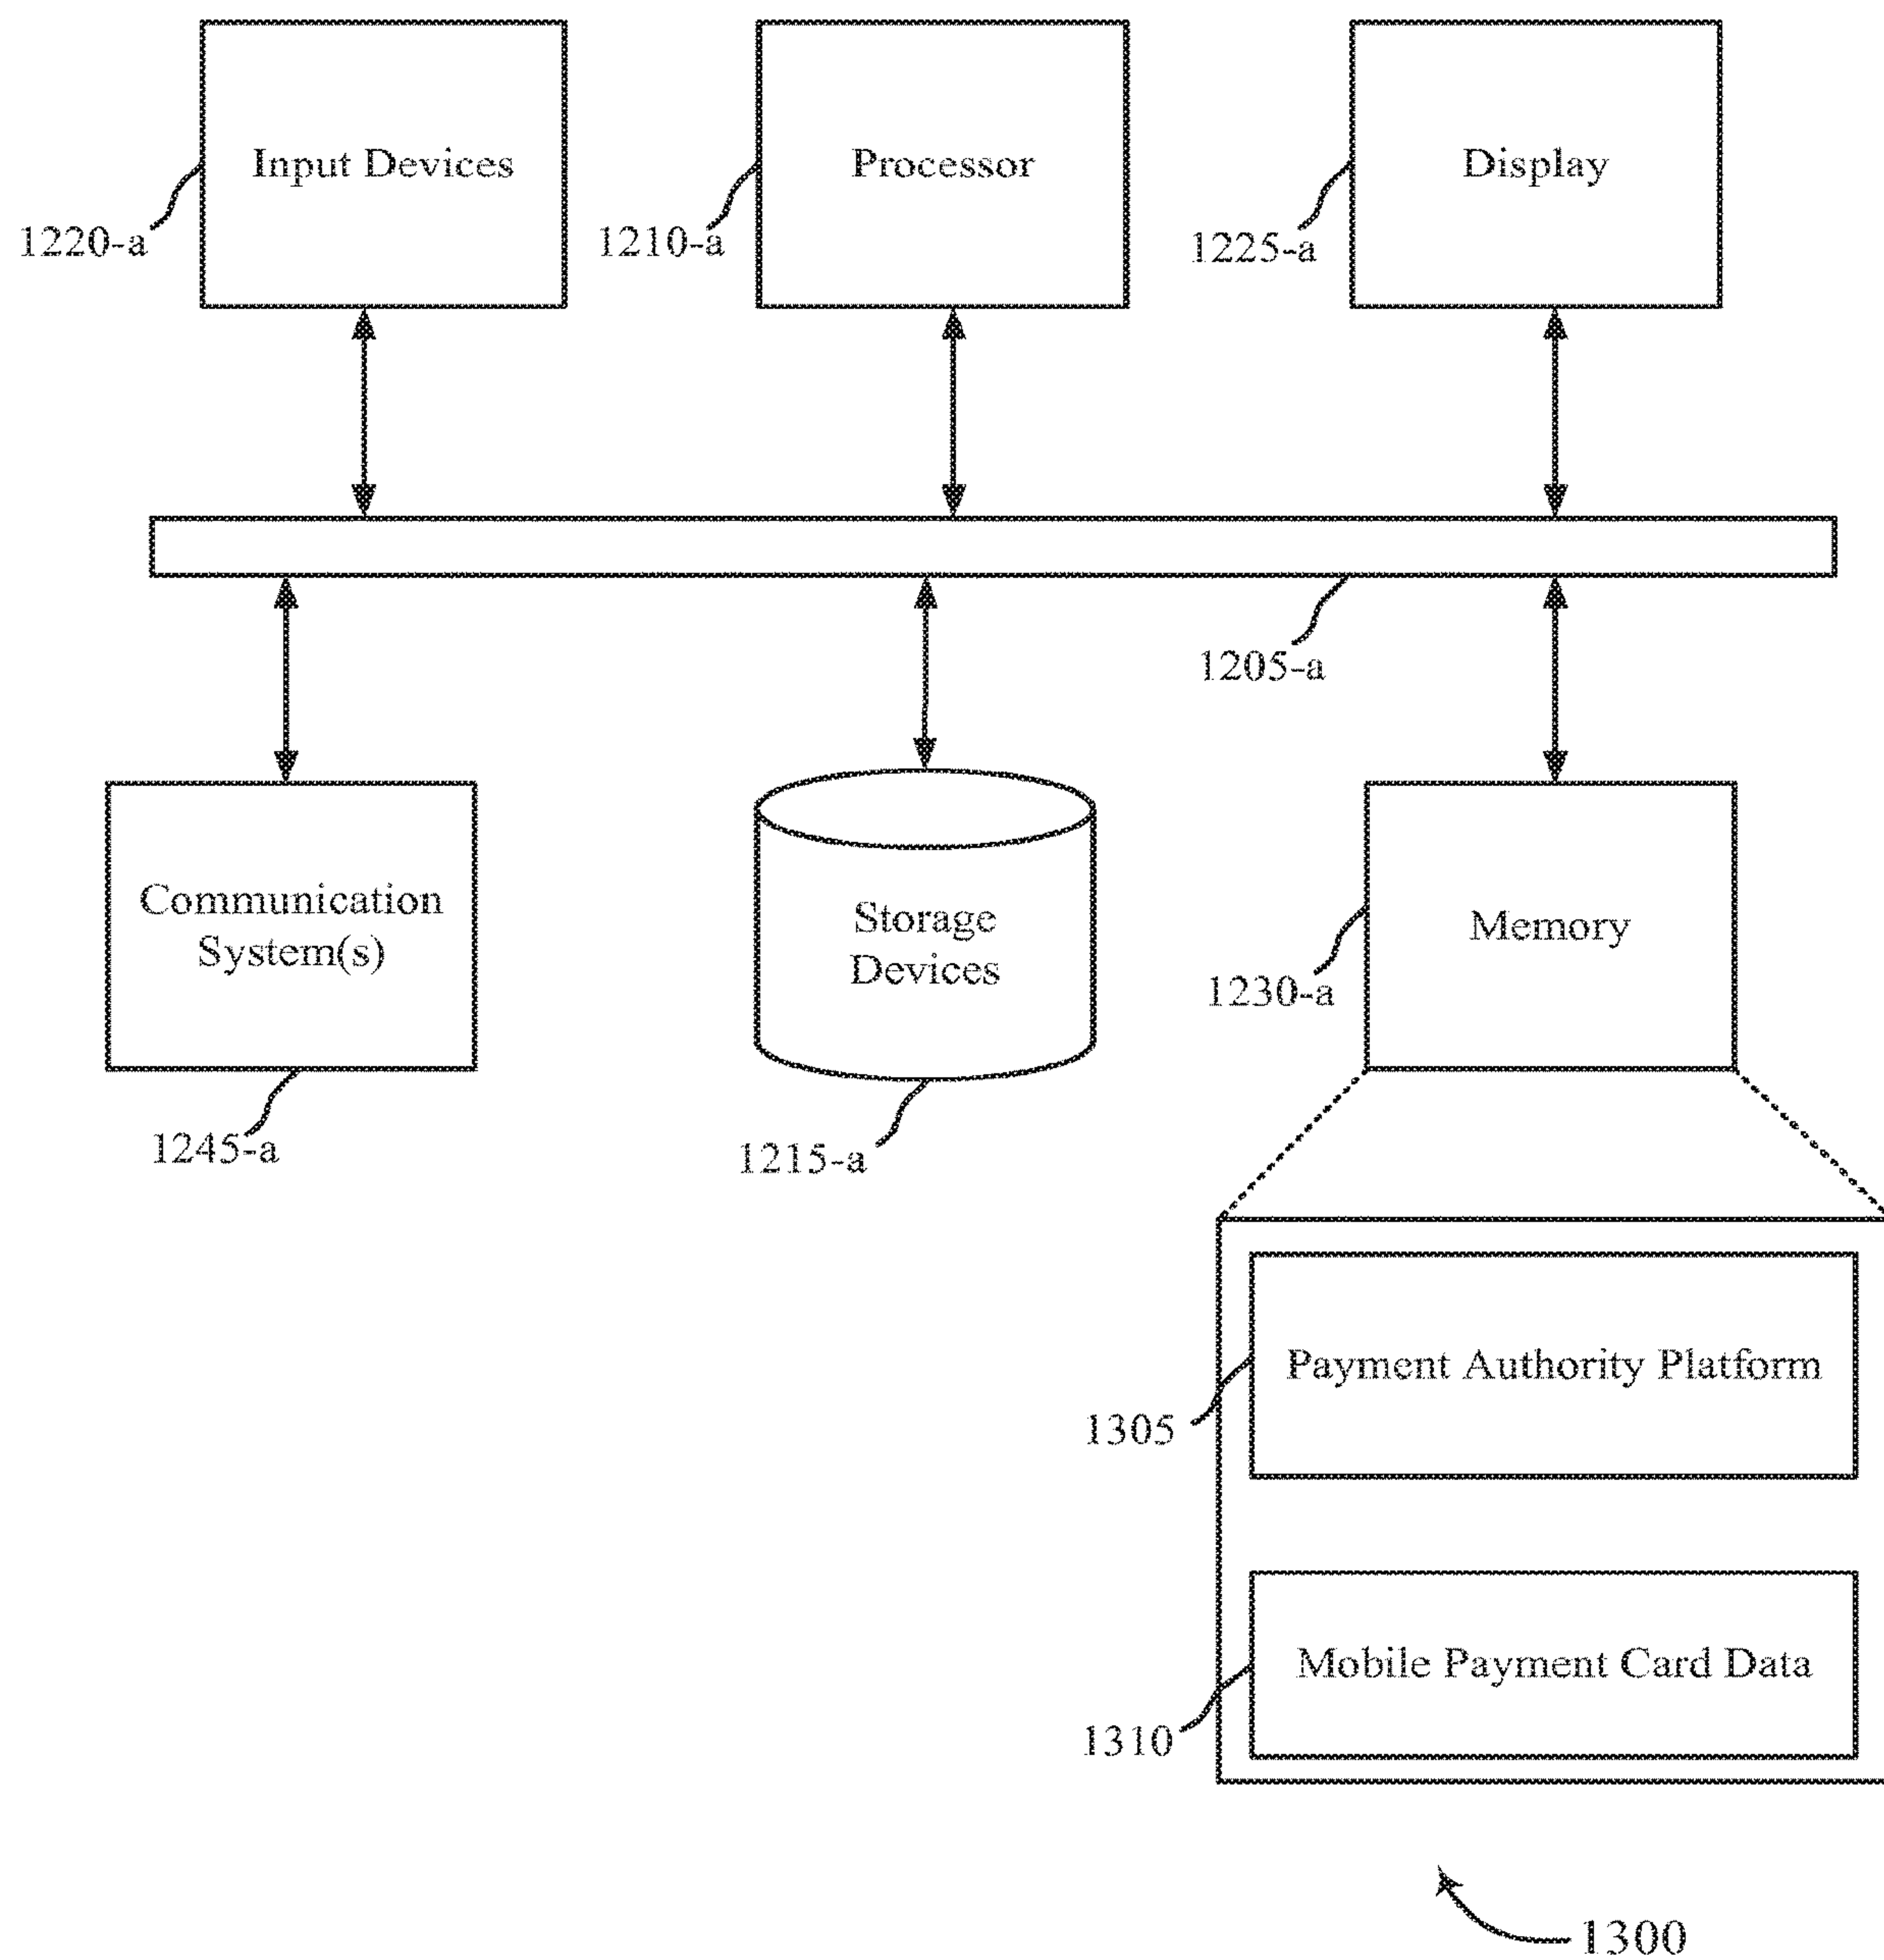 Input Devices
Processor
Display
1220-a
1210-a
1225-a
1205-a
Communication
System(s)
Storage
Devices
Memory
1230-a
1245-a
1215-a
Payment Authority Platform
1305
Mobile Payment Card Data
1310
1300